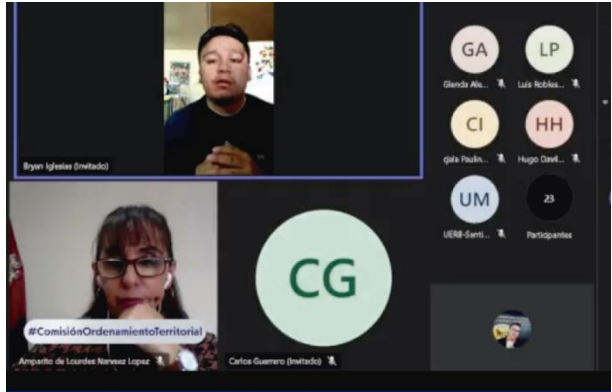 Bryan Iglesias (Invitado)
GA
Glenda Ale...
LP
Luis Robles...
CI
Paulin...
HH
Hugo Davil...
UM
UERB-Santi...
23
Participantes
#ComisiónOrdenamientoTerritorial
Amparito de Lourdes Narvaez Lopez
CG
Carlos Guerrero (Invitado)